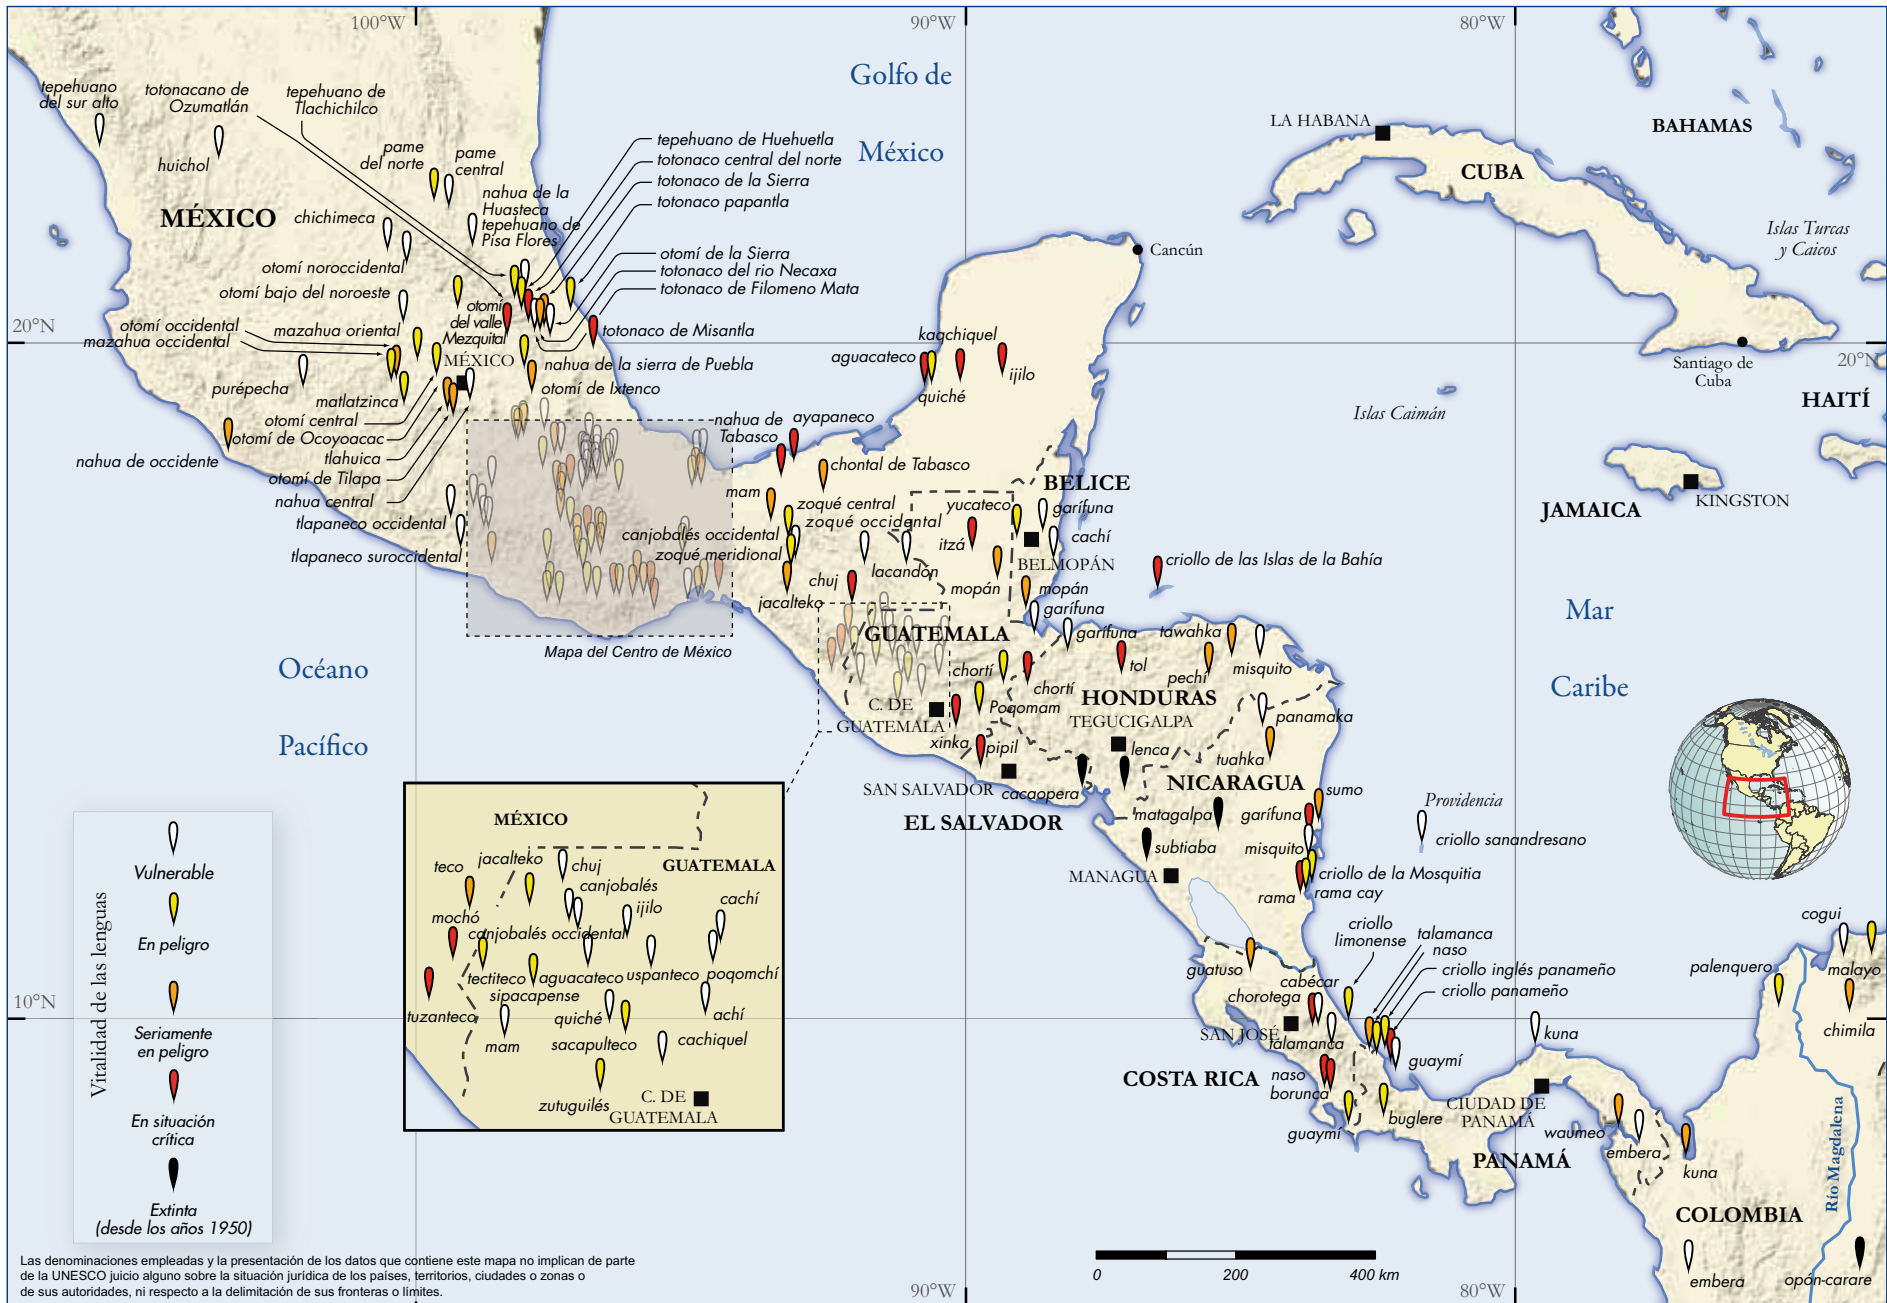 100°W
90°W
80°W
Golfo de
México
tepehuano
del sur alto
totonacano de
Ozumatlán
tepehuano de
Tlachichilco
huichol
pame
del norte
pame
central
nahua de la
Huasteca
tepehuano de
Pisa Flores
tepehuano de Huehuetla
totonaco central del norte
totonaco de la Sierra
totonaco papantla
otomí de la Sierra
totonaco del rio Necaxa
totonaco de Filomeno Mata
totonaco de Misantla
MÉXICO
chichimeca
otomí noroccidental
otomí bajo del noroeste
otomí
del valle
Mezquital
20°N
otomí occidental
mazahua oriental
mazahua occidental
MÉXICO
nahua de la sierra de Puebla
otomí de Ixtenco
purépecha
matlatzinca
otomí central
otomí de Ocoyoacac
nahua de occidente
tlahuica
otomí de Tilapa
nahua central
tlapaneco occidental
tlapaneco suroccidental
Mapa del Centro de México
LA HABANA
CUBA
BAHAMAS
Islas Turcas
y Caicos
Cancún
Santiago de
Cuba
20°N
HAITÍ
Islas Caimán
JAMAICA
KINGSTON
kaqchiquel
aguacateco
quiché
ijilo
nahua de
Tabasco
ayapaneco
chontal de Tabasco
mam
zoqué central
zoqué occidental
canjobalés occidental
zoqué meridional
lacandón
chuj
jacalteko
yucateco
itzá
mopán
BELICE
garífuna
cachí
BELMOPÁN
mopán
garífuna
criollo de las Islas de la Bahía
Mar
Caribe
Océano
Pacífico
GUATEMALA
chortí
chortí
Poqomam
C. DE
GUATEMALA
xinka
pipil
garífuna
tol
tawahka
pechí
misquito
HONDURAS
TEGUCIGALPA
panamaka
tuahka
lenca
SAN SALVADOR
cacaopera
EL SALVADOR
NICARAGUA
matagalpa
subtiaba
MANAGUA
sumo
garífuna
misquito
criollo de la Mosquitia
rama cay
rama
Providencia
criollo sanandresano
criollo
limonense
talamanca
naso
criollo inglés panameño
criollo panameño
guatuso
cabécar
chorotega
SAN JOSÉ
talamanca
guaymí
COSTA RICA
naso
borunca
guaymí
buglere
CIUDAD DE
PANAMÁ
PANAMÁ
kuna
waumeo
embera
kuna
palenquero
cogui
malayo
chimila
Río Magdalena
COLOMBIA
embera
opón-carare
MÉXICO
GUATEMALA
jacalteko
chuj
teco
canjobalés
ijilo
cachí
mochó
canjobalés occidental
tectiteco
aguacateco
uspanteco
poqomchí
sipacapense
tuzanteco
quiché
achí
mam
sacapulteco
cachiquel
zutuguilés
C. DE
GUATEMALA
10°N
Vitalidad de las lenguas
Vulnerable
En peligro
Seriamente
en peligro
En situación
crítica
Extinta
(desde los años 1950)
Las denominaciones empleadas y la presentación de los datos que contiene este mapa no implican de parte
de la UNESCO juicio alguno sobre la situación jurídica de los países, territorios, ciudades o zonas o
de sus autoridades, ni respecto a la delimitación de sus fronteras o límites.
0
200
400 km
90°W
80°W